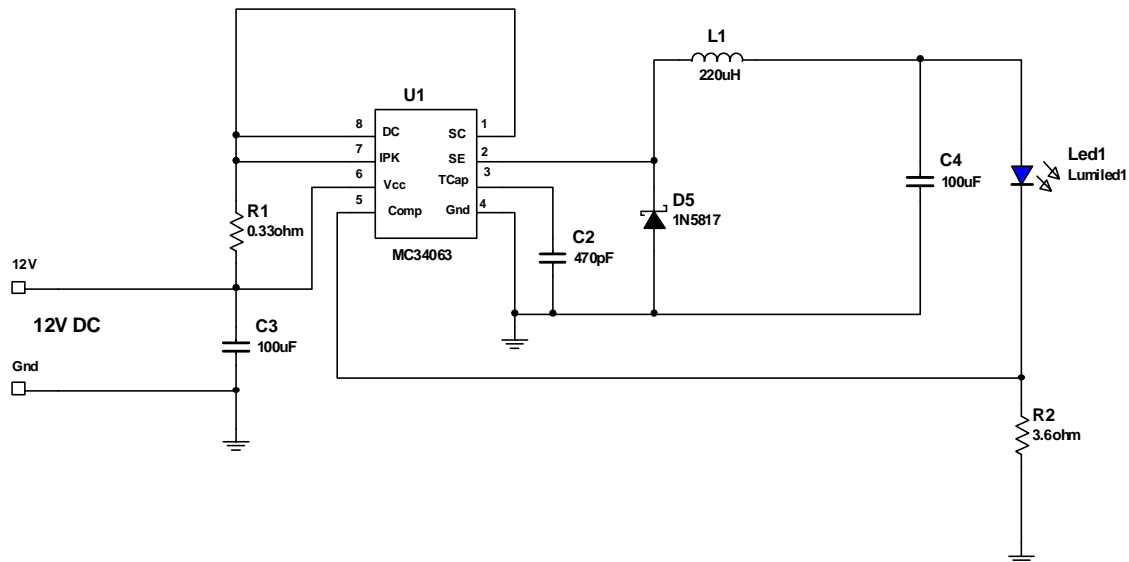 L1
220uH
U1
8 DC SC 1
7 IPK SE 2
6 Vcc TCap 3
5 Comp Gnd 4
MC34063
R1
0.33ohm
12V
12V DC
Gnd
C3
100uF
C2
470pF
D5
1N5817
C4
100uF
Led1
Lumiled1
R2
3.6ohm